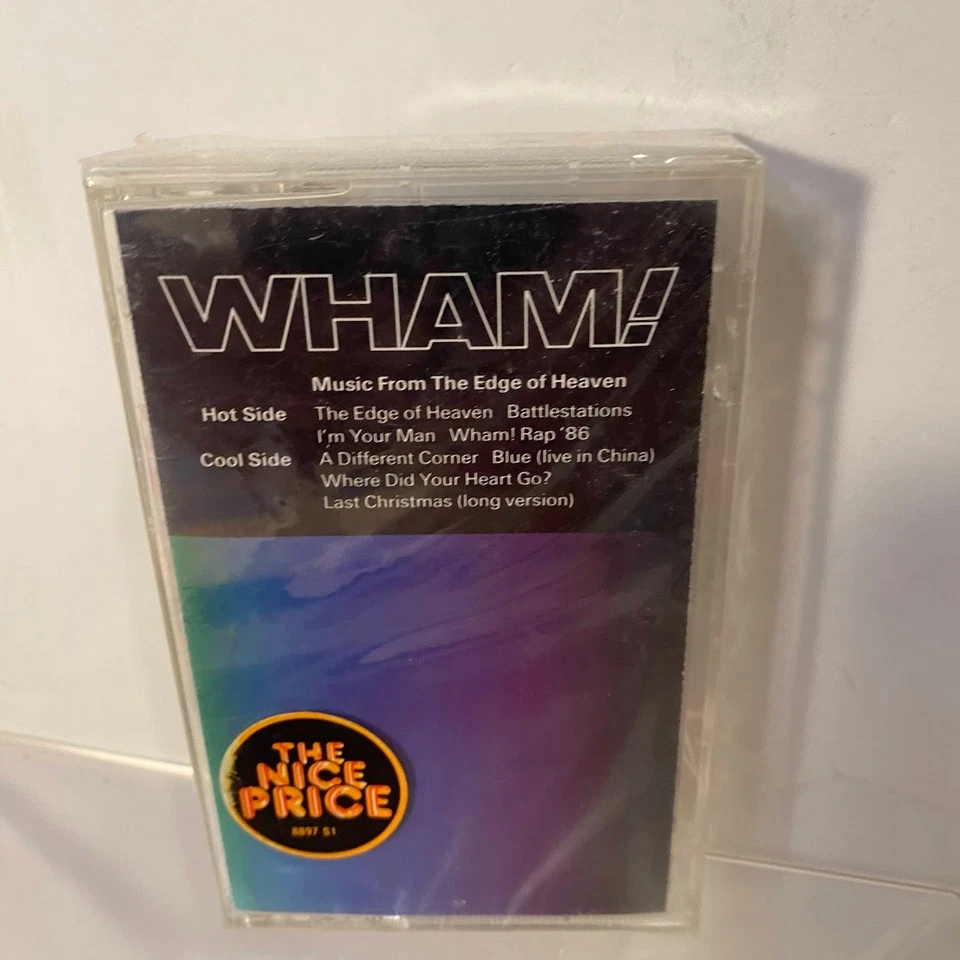 WHAM!
Music From The Edge of Heaven
Hot Side The Edge of Heaven Battlestations
I'm Your Man Wham! Rap '86
Cool Side A Different Corner Blue (live in China)
Where Did Your Heart Go?
Last Christmas (long version)
THE
NICE
PRICE
8897 S1